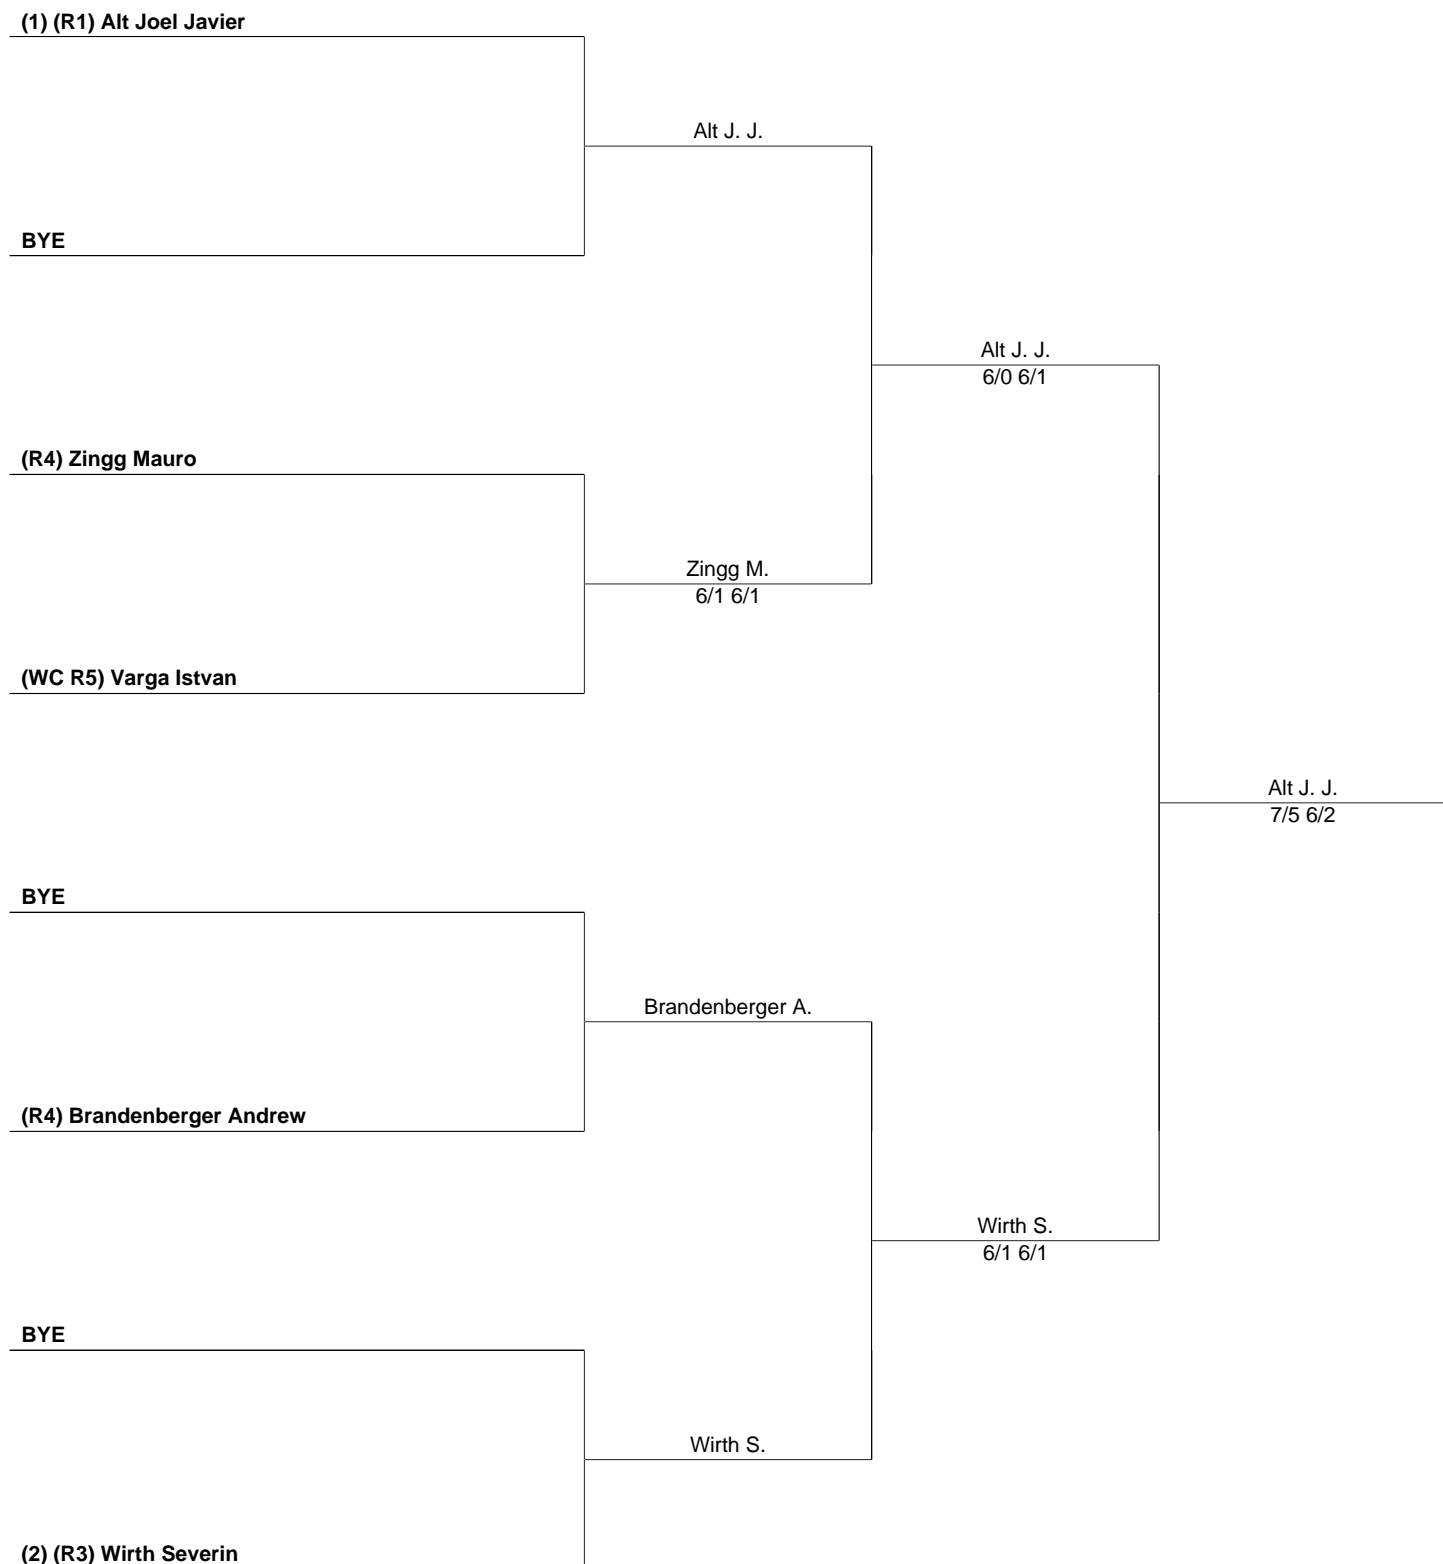 (1) (R1) Alt Joel Javier
Alt J. J.
BYE
Alt J. J.
6/0 6/1
(R4) Zingg Mauro
Zingg M.
6/1 6/1
(WC R5) Varga Istvan
Alt J. J.
7/5 6/2
BYE
Brandenberger A.
(R4) Brandenberger Andrew
Wirth S.
6/1 6/1
BYE
Wirth S.
(2) (R3) Wirth Severin